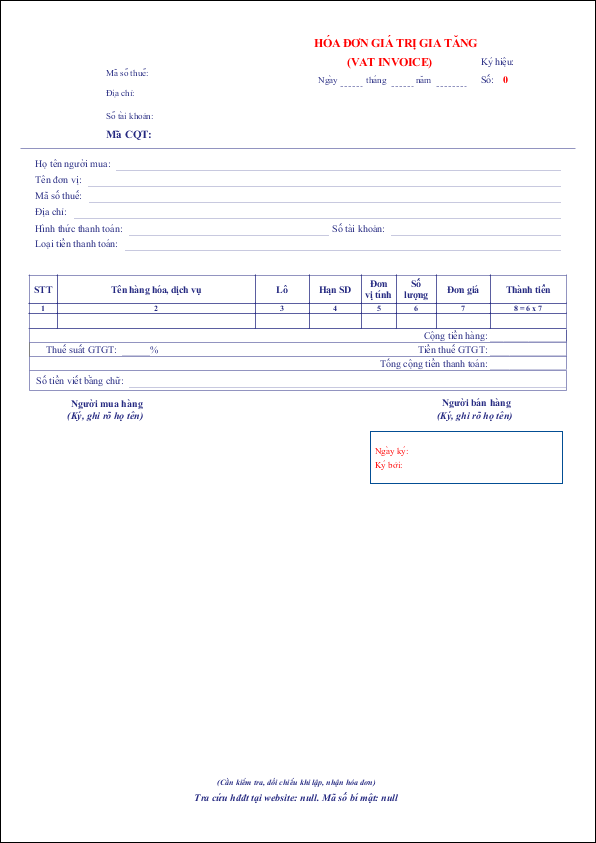 HÓA ĐƠN GIÁ TRỊ GIA TĂNG
(VAT INVOICE)
Ký hiệu:
Mã số thuế:
Ngày ______ tháng ______ năm ________
Số: 0
Địa chỉ:
Số tài khoản:
Mã CQT:
Họ tên người mua:
Tên đơn vị:
Mã số thuế:
Địa chỉ:
Hình thức thanh toán: Số tài khoản:
Loại tiền thanh toán:
STT Tên hàng hóa, dịch vụ Lô Hạn SD Đơn vị tính Số lượng Đơn giá Thành tiền
1 2 3 4 5 6 7 8 = 6 x 7
Cộng tiền hàng:
Thuế suất GTGT: ______% Tiền thuế GTGT:
Tổng cộng tiền thanh toán:
Số tiền viết bằng chữ:
Người mua hàng Người bán hàng
(Ký, ghi rõ họ tên) (Ký, ghi rõ họ tên)
Ngày ký:
Ký bởi:
(Cần kiểm tra, đối chiếu khi lập, nhận hóa đơn)
Tra cứu hđđt tại website: null. Mã số bí mật: null